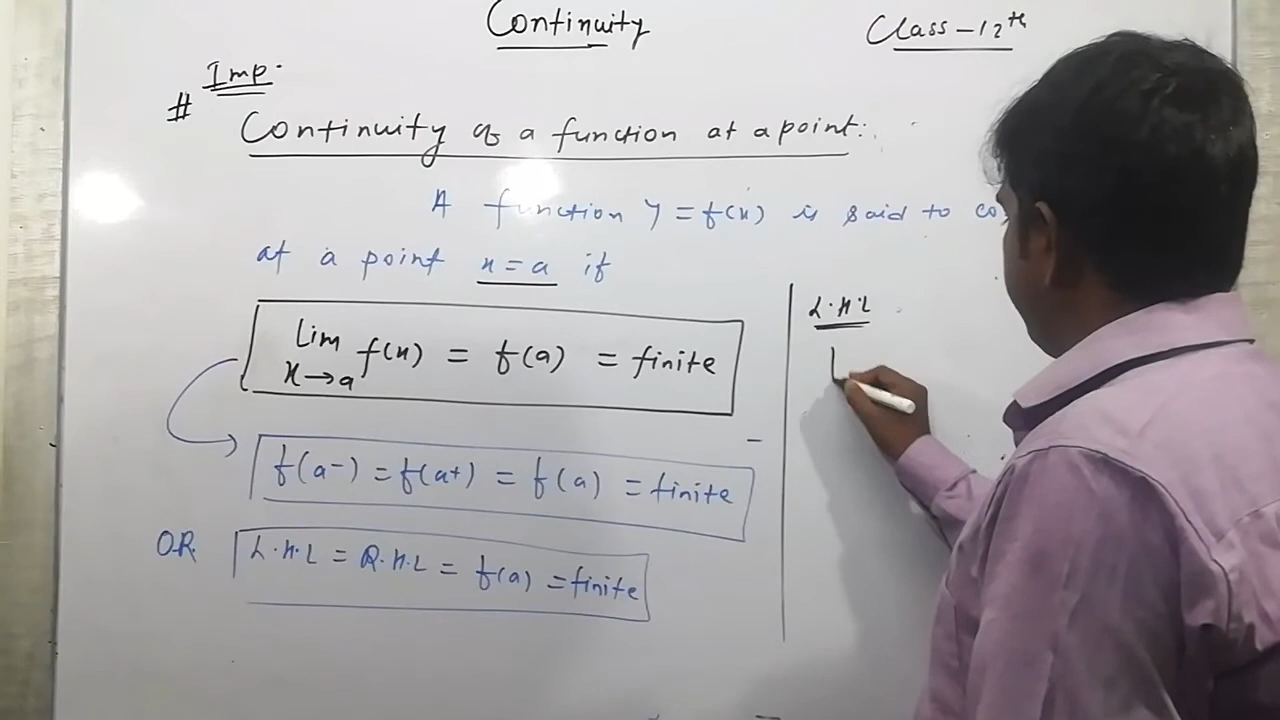 Continuity
Class-12th
Imp.
# Continuity of a function at a point:
A function y = f(x) is said to
at a point x = a if
Lim f(x) = f(a) = finite
x→a
f(a-) = f(a+) = f(a) = finite
OR L.H.L = R.H.L = f(a) = finite
L.H.L